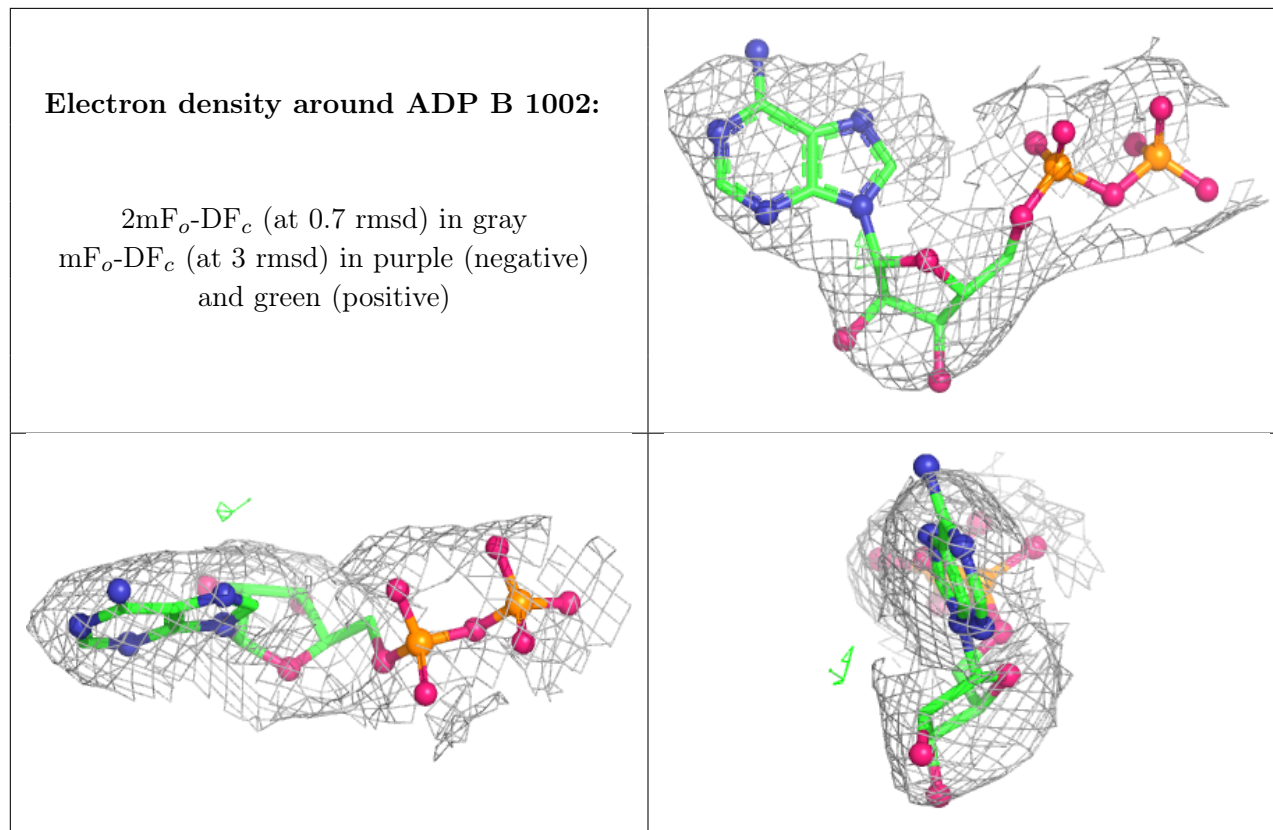 Electron density around ADP B 1002:
2mFo-DFc (at 0.7 rmsd) in gray
mFo-DFc (at 3 rmsd) in purple (negative)
and green (positive)